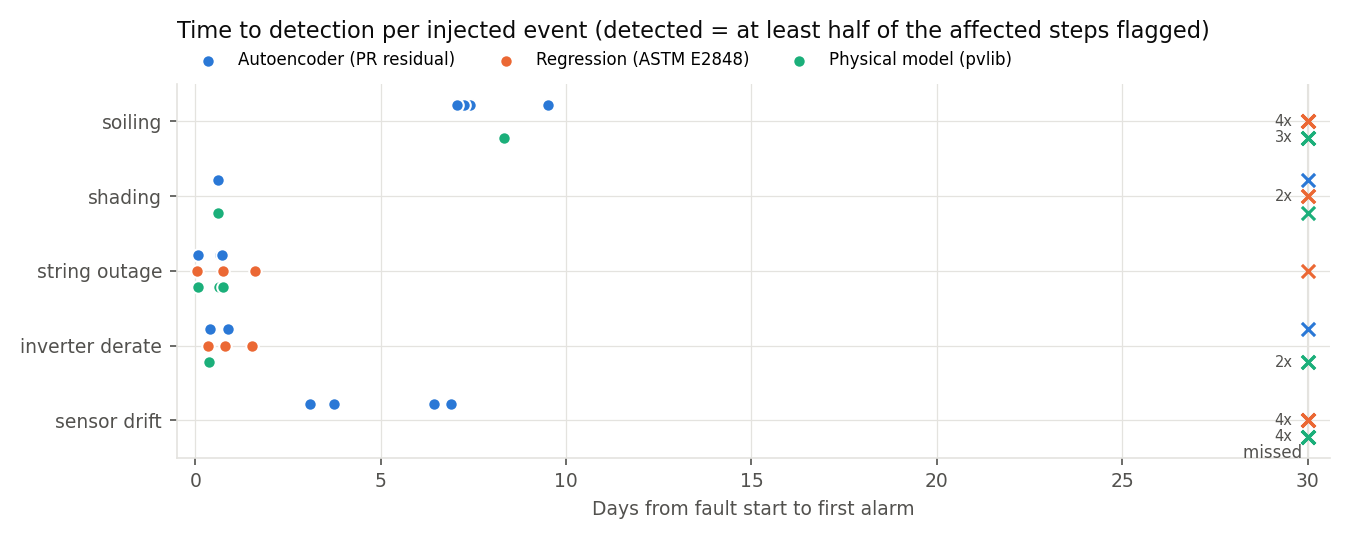 Time to detection per injected event (detected = at least half of the affected steps flagged)
Autoencoder (PR residual) Regression (ASTM E2848) Physical model (pvlib)
soiling 4x
3x
shading 2x
string outage
inverter derate
2x
sensor drift 4x
4x
missed
0 5 10 15 20 25 30
Days from fault start to first alarm